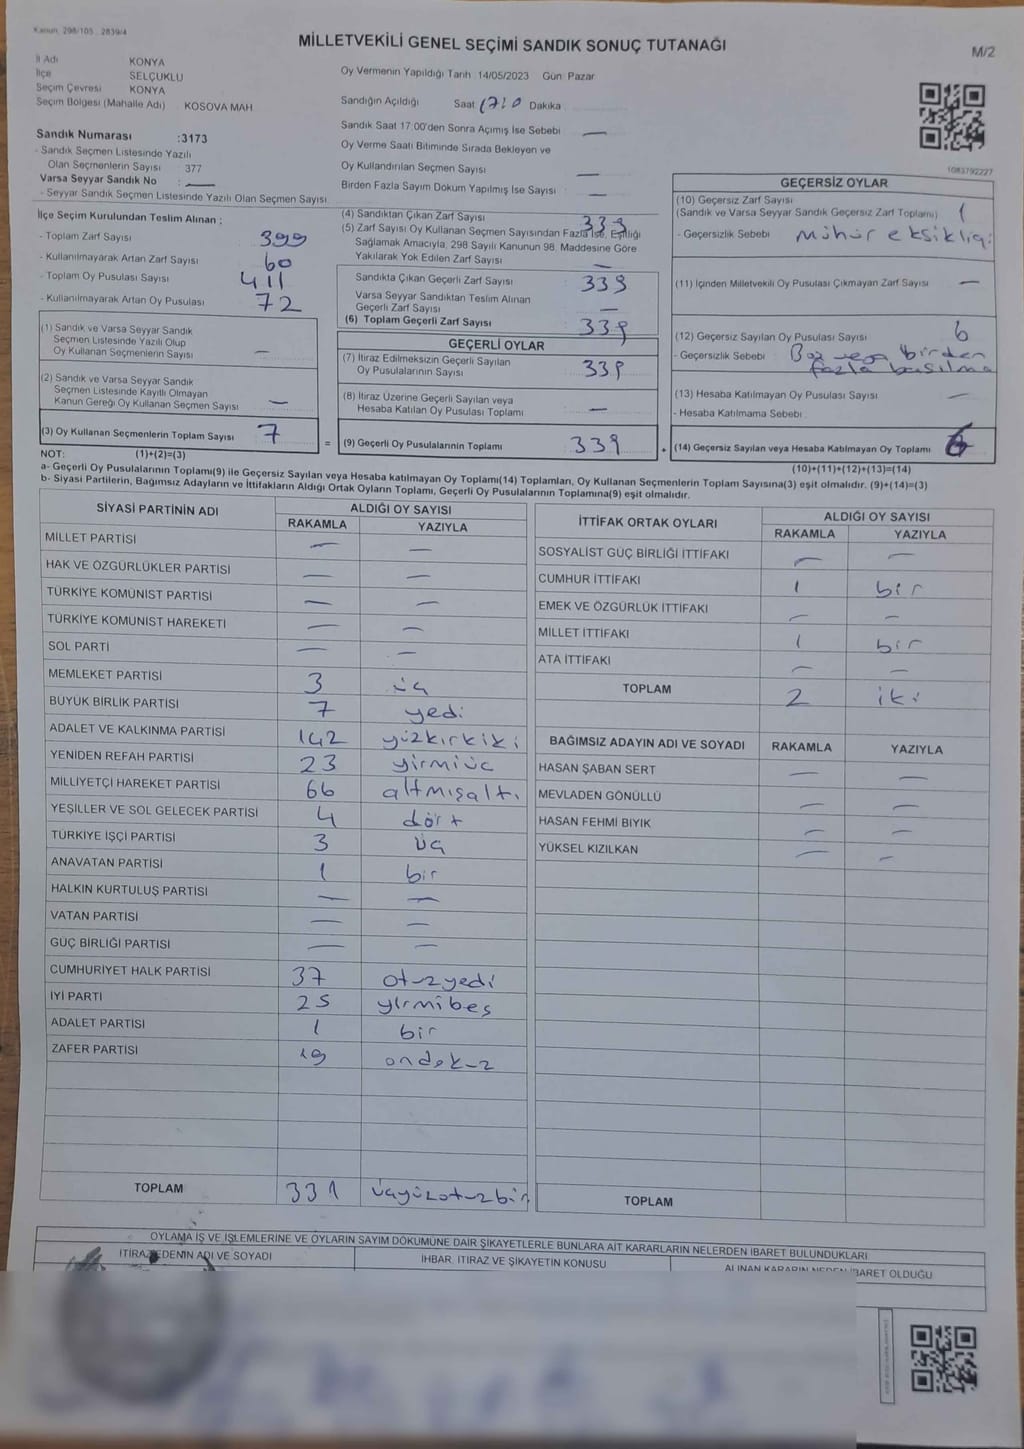 Kanun, 298/105 , 2839/4
MİLLETVEKİLİ GENEL SEÇİMİ SANDIK SONUÇ TUTANAĞI
M/2
İl Adı KONYA
İlçe SELÇUKLU
Seçim Çevresi KONYA
Seçim Bölgesi (Mahalle Adı) KOSOVA MAH
Sandık Numarası :3173
- Sandık Seçmen Listesinde Yazılı
Olan Seçmenlerin Sayısı 377
Varsa Seyyar Sandık No : —
- Seyyar Sandık Seçmen Listesinde Yazılı Olan Seçmen Sayısı
Oy Vermenin Yapıldığı Tarih 14/05/2023 Gün Pazar
Sandığın Açıldığı Saat Dakika
Sandık Saat 17:00'den Sonra Açımış İse Sebebi —
Oy Verme Saati Bitiminde Sırada Bekleyen ve
Oy Kullandırılan Seçmen Sayısı —
Birden Fazla Sayım Döküm Yapılmış İse Sayısı —
1083792227
İlçe Seçim Kurulundan Teslim Alınan ;
- Toplam Zarf Sayısı 399
- Kullanılmayarak Artan Zarf Sayısı 60
- Toplam Oy Pusulası Sayısı 411
- Kullanılmayarak Artan Oy Pusulası 72
(1) Sandık ve Varsa Seyyar Sandık
Seçmen Listesinde Yazılı Olup
Oy Kullanan Seçmenlerin Sayısı —
(2) Sandık ve Varsa Seyyar Sandık
Seçmen Listesinde Kayıtlı Olmayan
Kanun Gereği Oy Kullanan Seçmen Sayısı —
(3) Oy Kullanan Seçmenlerin Toplam Sayısı 7
(4) Sandıktan Çıkan Zarf Sayısı 339
(5) Zarf Sayısı Oy Kullanan Seçmen Sayısından Fazla İse, Eşitliği
Sağlamak Amacıyla, 298 Sayılı Kanunun 98. Maddesine Göre
Yakılarak Yok Edilen Zarf Sayısı —
Sandıkta Çıkan Geçerli Zarf Sayısı 339
Varsa Seyyar Sandıktan Teslim Alınan
Geçerli Zarf Sayısı —
(6) Toplam Geçerli Zarf Sayısı 339
GEÇERLİ OYLAR
(7) İtiraz Edilmeksizin Geçerli Sayılan
Oy Pusulalarının Sayısı 339
(8) İtiraz Üzerine Geçerli Sayılan veya
Hesaba Katılan Oy Pusulası Toplamı —
= (9) Geçerli Oy Pusulalarının Toplamı 339
GEÇERSİZ OYLAR
(10) Geçersiz Zarf Sayısı
(Sandık ve Varsa Seyyar Sandık Geçersiz Zarf Toplamı) 1
- Geçersizlik Sebebi mühür eksikliği
(11) İçinden Milletvekili Oy Pusulası Çıkmayan Zarf Sayısı —
(12) Geçersiz Sayılan Oy Pusulası Sayısı 6
- Geçersizlik Sebebi Boş veya birden
fazla basılma
(13) Hesaba Katılmayan Oy Pusulası Sayısı —
- Hesaba Katılmama Sebebi
+ (14) Geçersiz Sayılan veya Hesaba Katılmayan Oy Toplamı
NOT: (1)+(2)=(3)
(10)+(11)+(12)+(13)=(14)
a- Geçerli Oy Pusulalarının Toplamı(9) ile Geçersiz Sayılan veya Hesaba katılmayan Oy Toplamı(14) Toplamları, Oy Kullanan Seçmenlerin Toplam Sayısına(3) eşit olmalıdır. (9)+(14)=(3)
b- Siyasi Partilerin, Bağımsız Adayların ve İttifakların Aldığı Ortak Oyların Toplamı, Geçerli Oy Pusulalarının Toplamına(9) eşit olmalıdır.
SİYASİ PARTİNİN ADI ALDIĞI OY SAYISI
RAKAMLA YAZIYLA
MİLLET PARTİSİ — —
HAK VE ÖZGÜRLÜKLER PARTİSİ — —
TÜRKİYE KOMÜNİST PARTİSİ — —
TÜRKİYE KOMÜNİST HAREKETİ — —
SOL PARTİ — —
MEMLEKET PARTİSİ 3 üç
BÜYÜK BİRLİK PARTİSİ 7 yedi
ADALET VE KALKINMA PARTİSİ 142 yüzkırkiki
YENİDEN REFAH PARTİSİ 23 yirmiüç
MİLLİYETÇİ HAREKET PARTİSİ 66 altmışaltı
YEŞİLLER VE SOL GELECEK PARTİSİ 4 dört
TÜRKİYE İŞÇİ PARTİSİ 3 üç
ANAVATAN PARTİSİ 1 bir
HALKIN KURTULUŞ PARTİSİ — —
VATAN PARTİSİ — —
GÜÇ BİRLİĞİ PARTİSİ — —
CUMHURİYET HALK PARTİSİ 37 otuzyedi
İYİ PARTİ 25 yirmibeş
ADALET PARTİSİ 1 bir
ZAFER PARTİSİ 19 ondokuz
TOPLAM 331 üçyüzotuzbir
İTTİFAK ORTAK OYLARI ALDIĞI OY SAYISI
RAKAMLA YAZIYLA
SOSYALİST GÜÇ BİRLİĞİ İTTİFAKI — —
CUMHUR İTTİFAKI 1 bir
EMEK VE ÖZGÜRLÜK İTTİFAKI — —
MİLLET İTTİFAKI 1 bir
ATA İTTİFAKI — —
TOPLAM 2 iki
BAĞIMSIZ ADAYIN ADI VE SOYADI RAKAMLA YAZIYLA
HASAN ŞABAN SERT — —
MEVLADEN GÖNÜLLÜ — —
HASAN FEHMİ BIYIK — —
YÜKSEL KIZILKAN — —
TOPLAM
OYLAMA İŞ VE İŞLEMLERİNE VE OYLARIN SAYIM DÖKÜMÜNE DAİR ŞİKAYETLERLE BUNLARA AİT KARARLARIN NELERDEN İBARET BULUNDUKLARI
İTİRAZ EDENİN ADI VE SOYADI
İHBAR, İTİRAZ VE ŞİKAYETİN KONUSU
ALINAN KARARIN NEDEN İBARET OLDUĞU